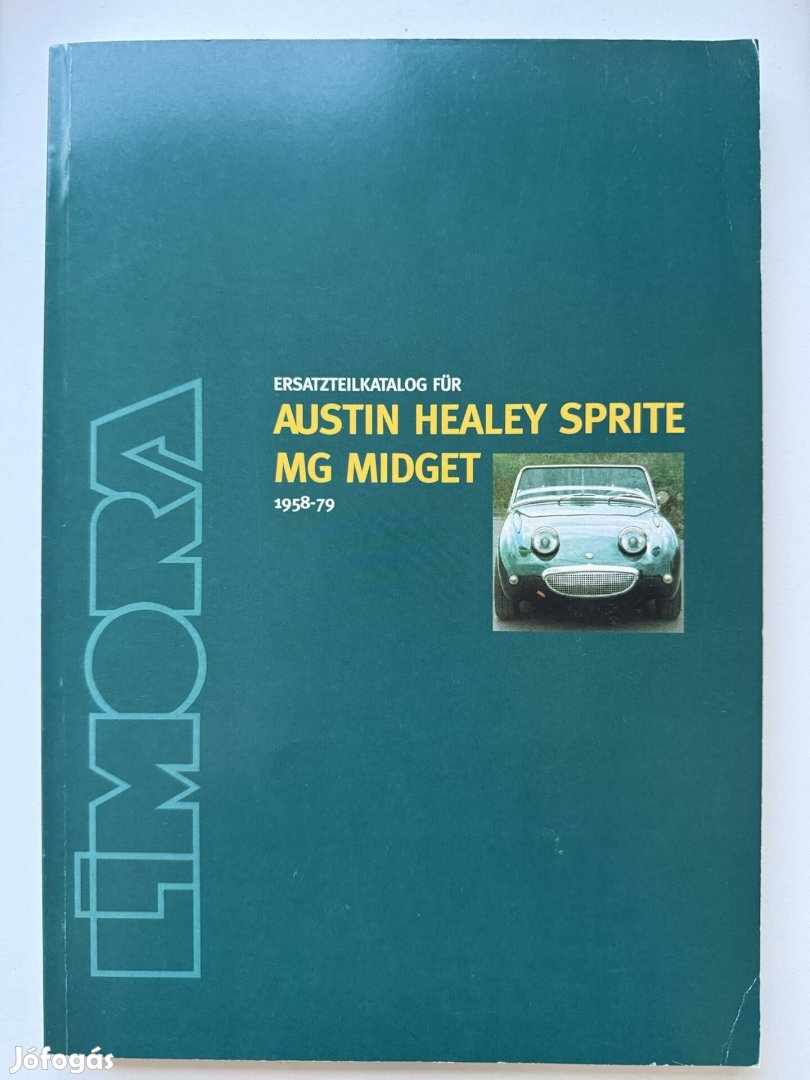 ERSATZTEILKATALOG FÜR
AUSTIN HEALEY SPRITE
MG MIDGET
1958-79
LIMORA
Jófogás